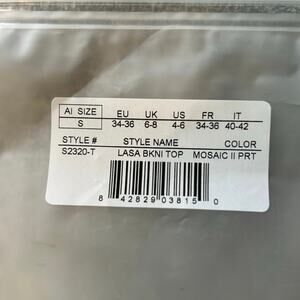 Ai SIZE EU UK US FR IT
S 34-36 6-8 4-6 34-36 40-42
STYLE # STYLE NAME COLOR
S2320-T LASA BKNI TOP MOSAIC II PRT
8 42829 03815 0